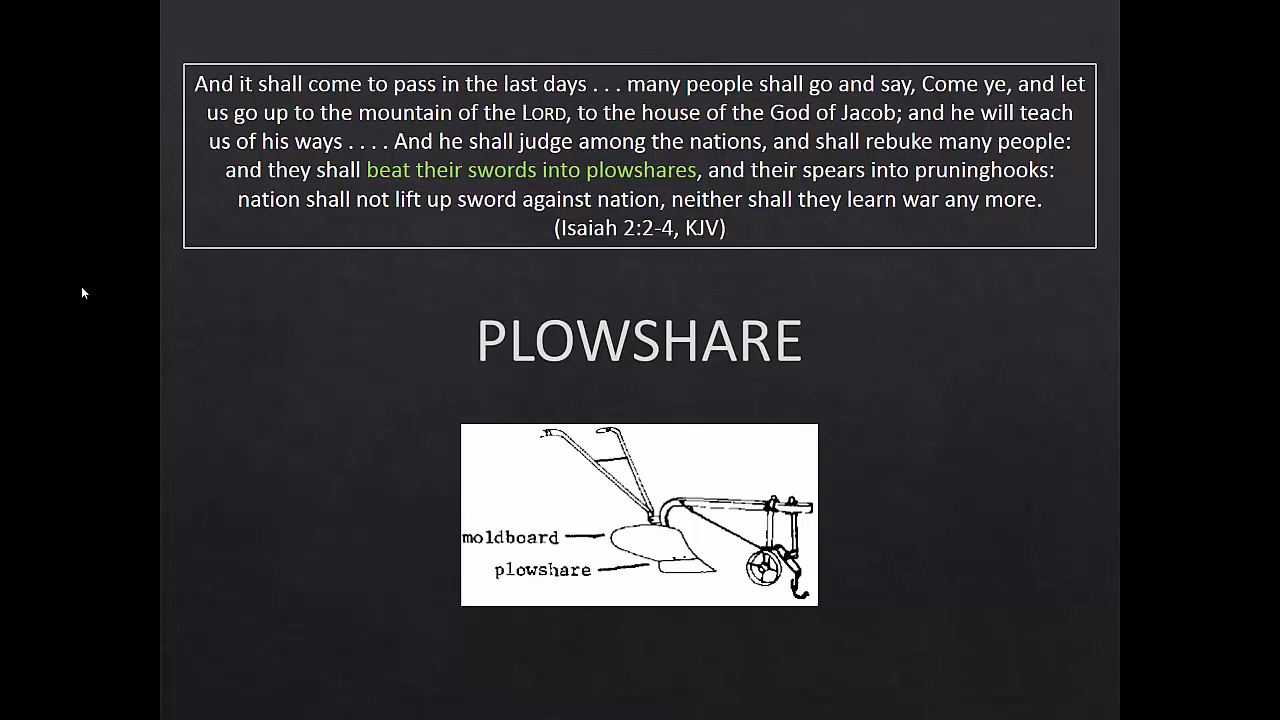 And it shall come to pass in the last days . . . many people shall go and say, Come ye, and let
us go up to the mountain of the LORD, to the house of the God of Jacob; and he will teach
us of his ways . . . . And he shall judge among the nations, and shall rebuke many people:
and they shall beat their swords into plowshares, and their spears into pruninghooks:
nation shall not lift up sword against nation, neither shall they learn war any more.
(Isaiah 2:2-4, KJV)
PLOWSHARE
moldboard
plowshare